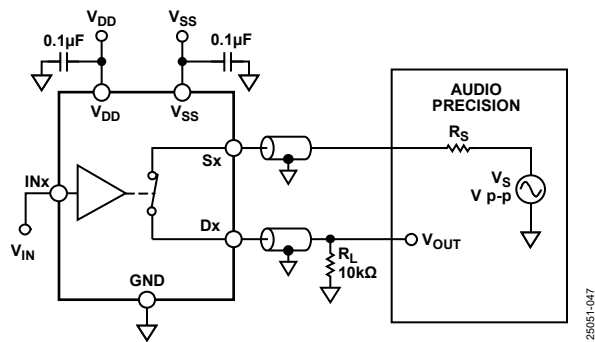 VDD
VSS
0.1µF
0.1µF
VDD
VSS
AUDIO
PRECISION
RS
Sx
VS
V p-p
INx
Dx
VOUT
VIN
RL
10kΩ
GND
25051-047